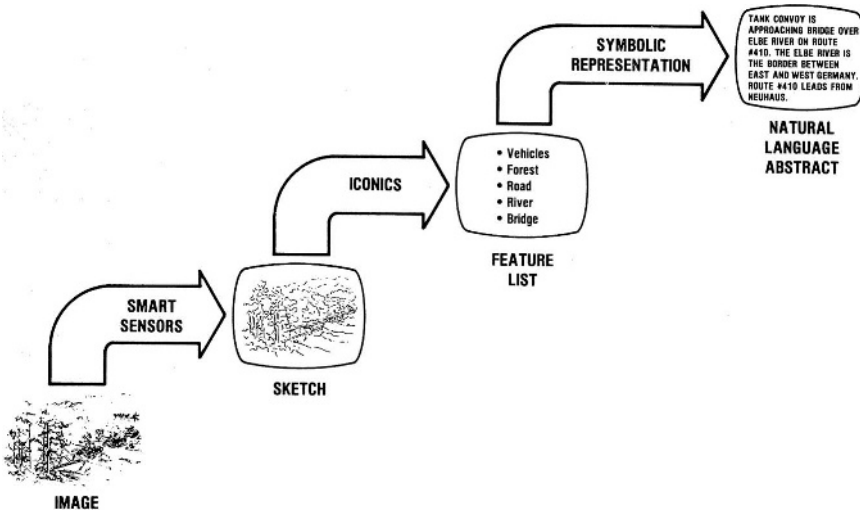 TANK CONVOY IS
APPROACHING BRIDGE OVER
ELBE RIVER ON ROUTE
#410. THE ELBE RIVER IS
THE BORDER BETWEEN
EAST AND WEST GERMANY.
ROUTE #410 LEADS FROM
NEUHAUS.
NATURAL
LANGUAGE
ABSTRACT
SYMBOLIC
REPRESENTATION
• Vehicles
• Forest
• Road
• River
• Bridge
FEATURE
LIST
ICONICS
SKETCH
SMART
SENSORS
IMAGE